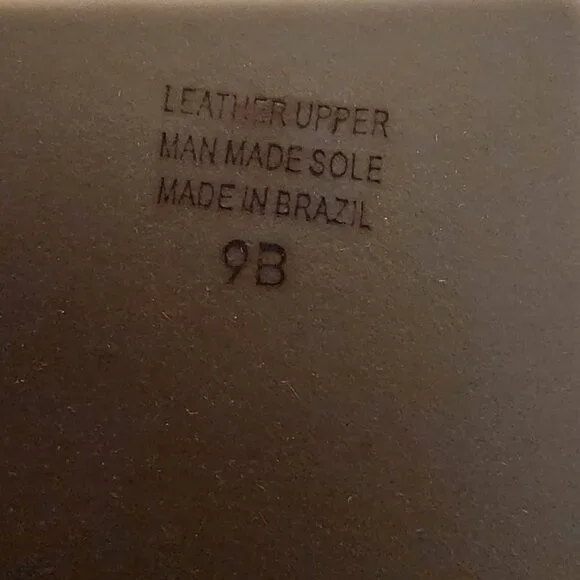 LEATHER UPPER
MAN MADE SOLE
MADE IN BRAZIL
9B